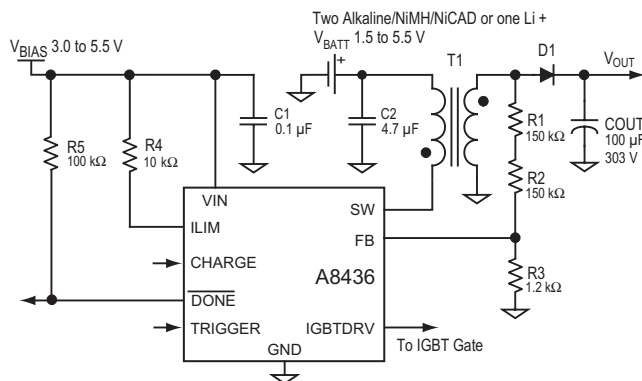 Two Alkaline/NiMH/NiCAD or one Li +
VBIAS 3.0 to 5.5 V
VBATT 1.5 to 5.5 V
+
T1
D1
VOUT
C1
0.1 µF
C2
4.7 µF
R1
150 kΩ
COUT
100 µF
303 V
R5
100 kΩ
R4
10 kΩ
R2
150 kΩ
VIN
SW
ILIM
FB
CHARGE
A8436
R3
1.2 kΩ
DONE
TRIGGER
IGBTDRV
To IGBT Gate
GND